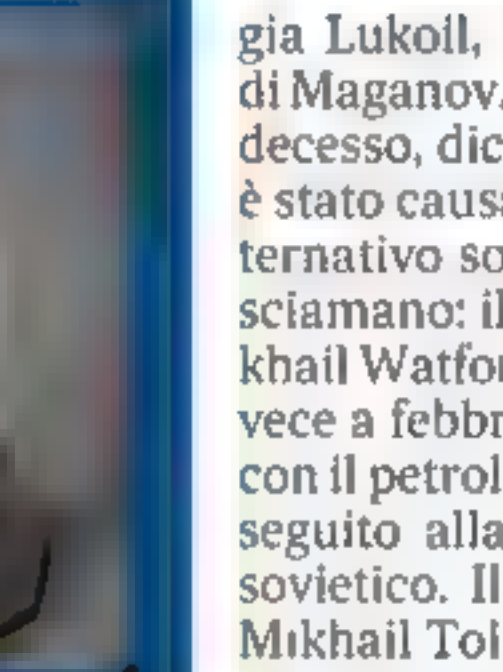 gia Lukoil,
di Maganov.
decesso, dic
è stato caus
ternativo so
sciamano: il
khail Watfor
vece a febbr
con il petrol
seguito alla
sovietico. Il
Mikhail Tol